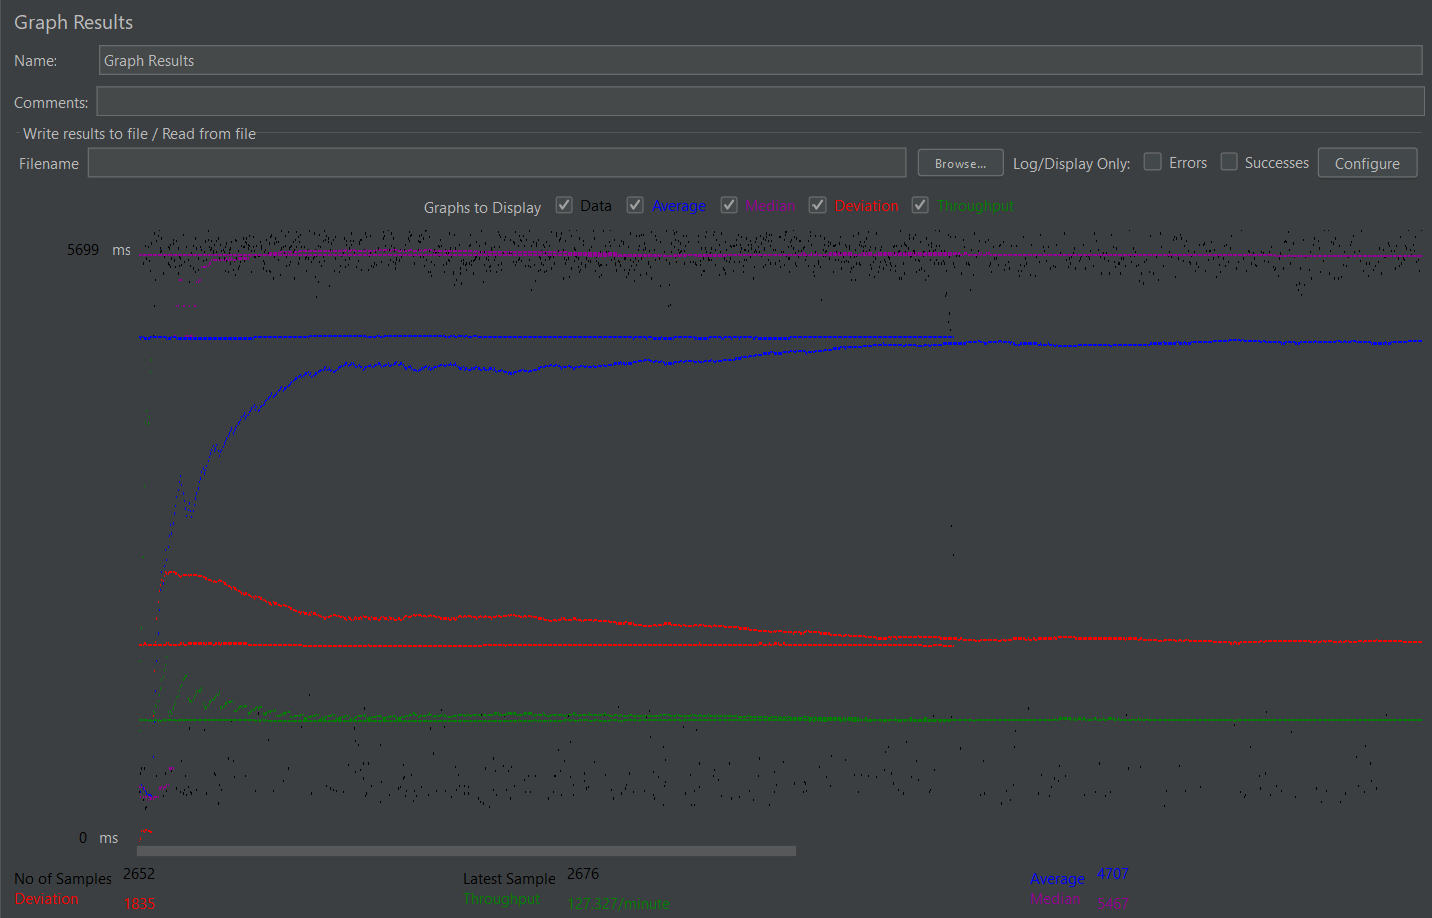 Graph Results
Name: Graph Results
Comments:
Write results to file / Read from file
Filename Browse... Log/Display Only: Errors Successes Configure
Graphs to Display Data Average Median Deviation Throughput
5699 ms
0 ms
No of Samples 2652 Latest Sample 2676 Average 4707
Deviation 1835 Throughput 127.327/minute Median 5467